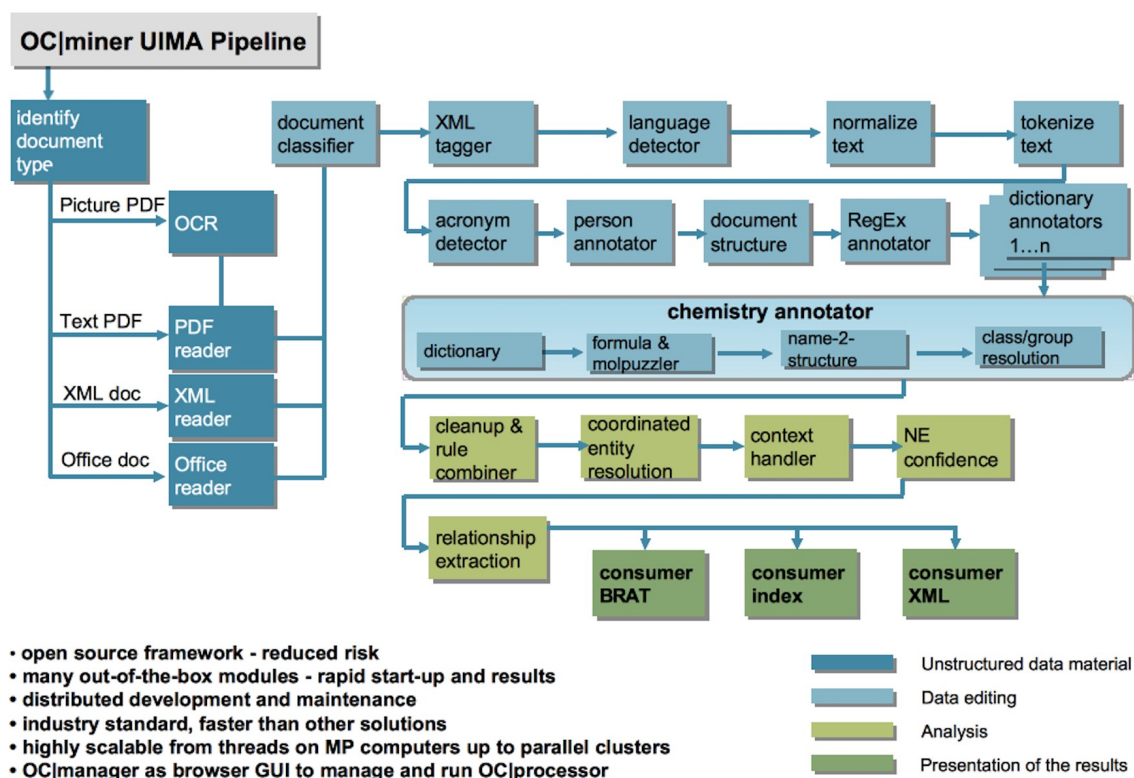 OC|miner UIMA Pipeline
identify
document
type
Picture PDF
OCR
Text PDF
PDF
reader
XML doc
XML
reader
Office doc
Office
reader
document
classifier
XML
tagger
language
detector
normalize
text
tokenize
text
acronym
detector
person
annotator
document
structure
RegEx
annotator
dictionary
annotators
1...n
chemistry annotator
dictionary
formula &
molpuzzler
name-2-
structure
class/group
resolution
cleanup &
rule
combiner
coordinated
entity
resolution
context
handler
NE
confidence
relationship
extraction
consumer
BRAT
consumer
index
consumer
XML
• open source framework - reduced risk
• many out-of-the-box modules - rapid start-up and results
• distributed development and maintenance
• industry standard, faster than other solutions
• highly scalable from threads on MP computers up to parallel clusters
• OC|manager as browser GUI to manage and run OC|processor
Unstructured data material
Data editing
Analysis
Presentation of the results